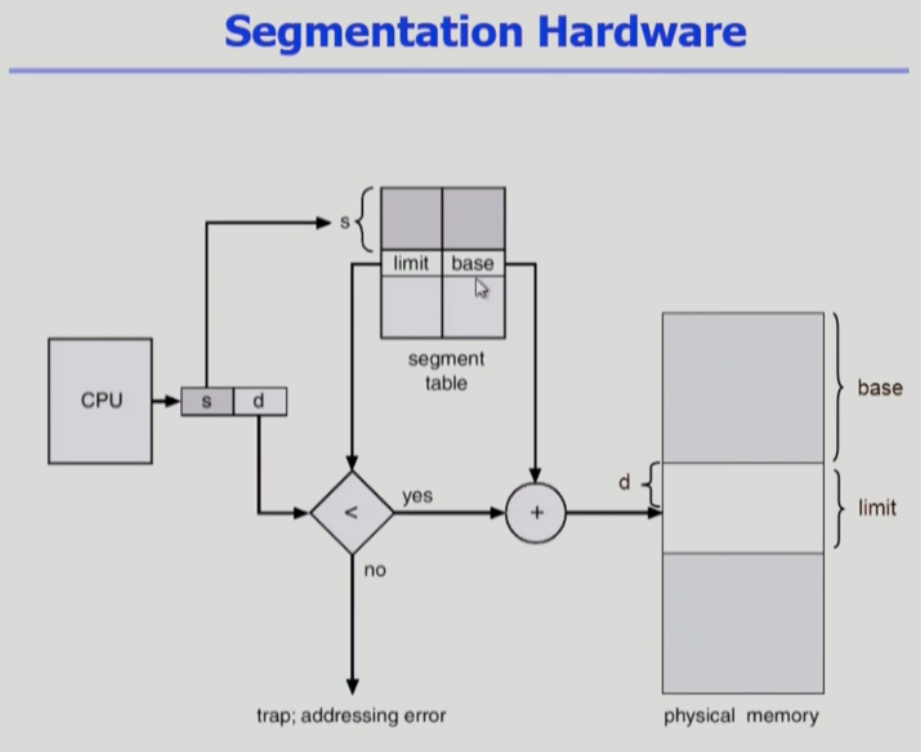 Segmentation Hardware
s
limit base
segment
table
CPU
s d
base
d
limit
<
yes
+
no
trap; addressing error
physical memory